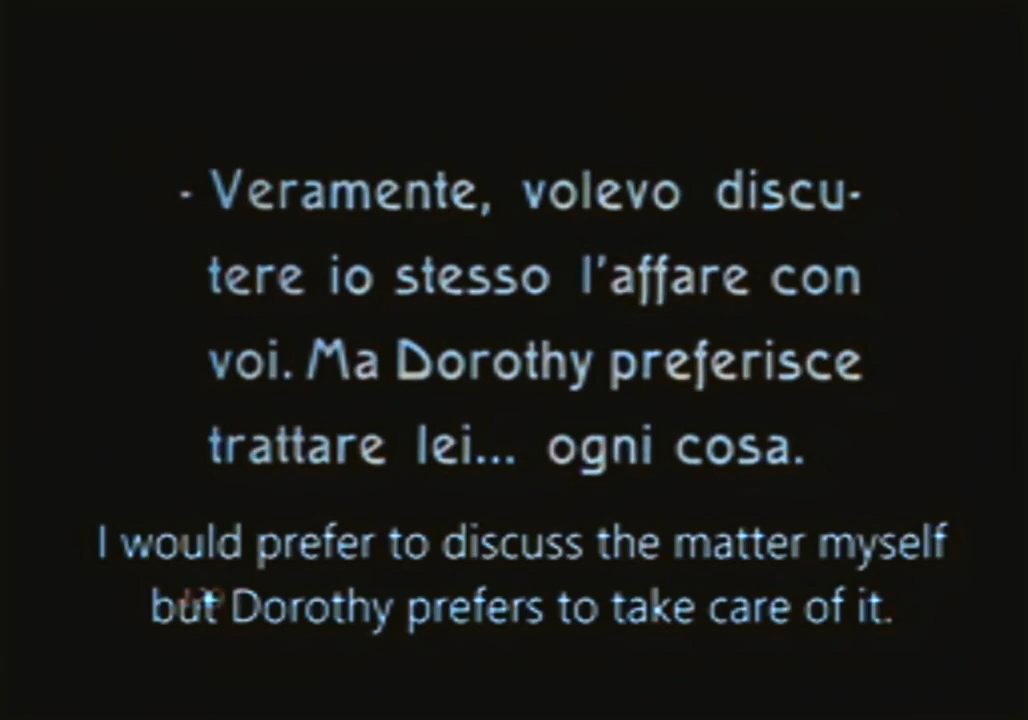 - Veramente, volevo discu-
tere io stesso l'affare con
voi. Ma Dorothy preferisce
trattare lei... ogni cosa.
I would prefer to discuss the matter myself
but Dorothy prefers to take care of it.